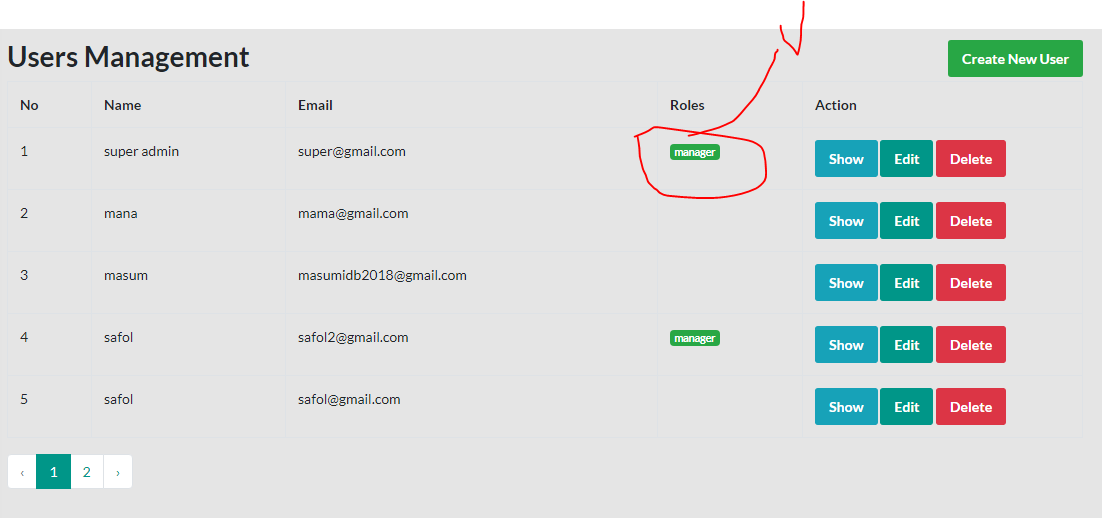 Users Management Create New User
No Name Email Roles Action
1 super admin super@gmail.com manager Show Edit Delete
2 mana mama@gmail.com Show Edit Delete
3 masum masumidb2018@gmail.com Show Edit Delete
4 safol safol2@gmail.com manager Show Edit Delete
5 safol safol@gmail.com Show Edit Delete
‹ 1 2 ›